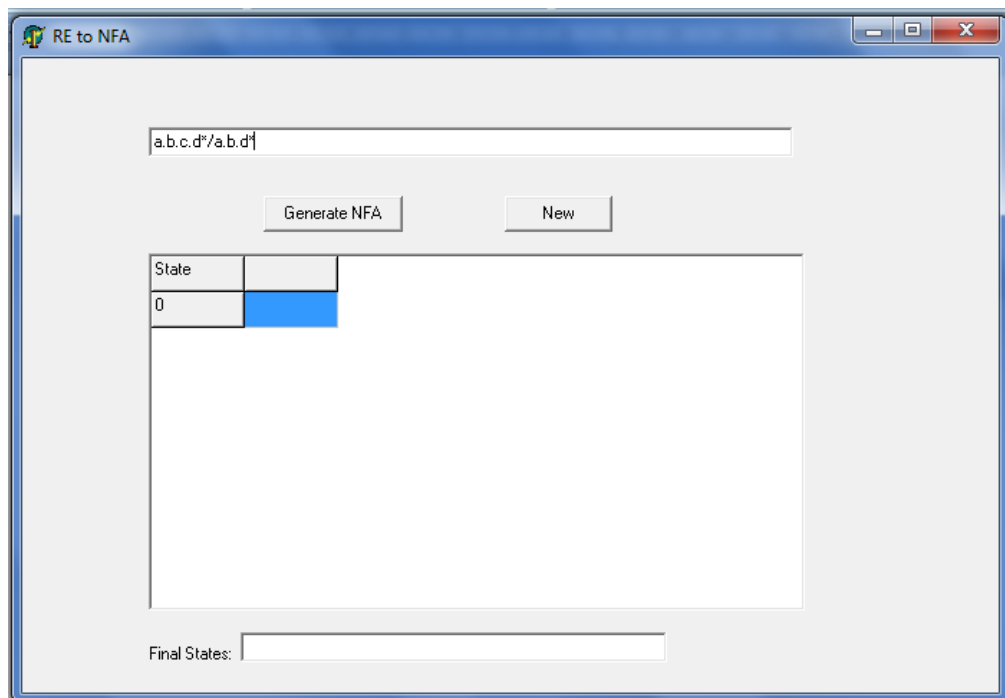 RE to NFA
a.b.c.d*/a.b.d*
Generate NFA New
State
0
Final States: